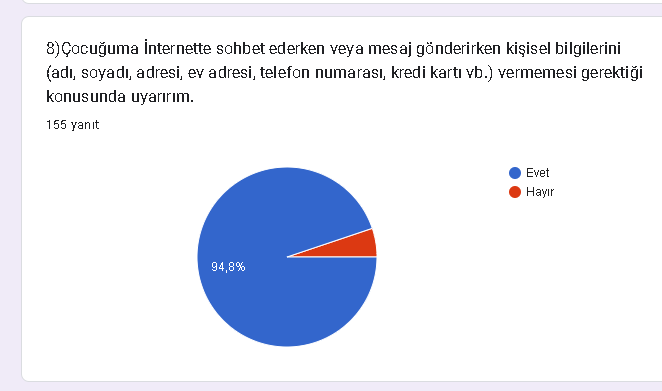 8)Çocuğuma İnternette sohbet ederken veya mesaj gönderirken kişisel bilgilerini
(adı, soyadı, adresi, ev adresi, telefon numarası, kredi kartı vb.) vermemesi gerektiği
konusunda uyarırım.
155 yanıt
Evet
Hayır
94,8%